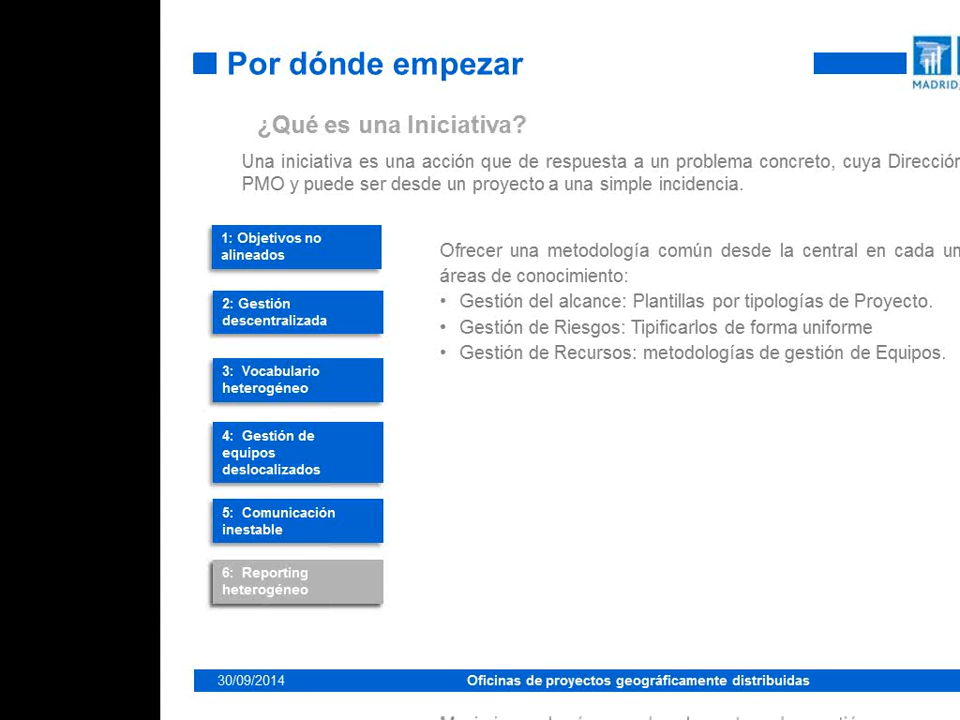 Por dónde empezar
MADRID
¿Qué es una Iniciativa?
Una iniciativa es una acción que de respuesta a un problema concreto, cuya Dirección
PMO y puede ser desde un proyecto a una simple incidencia.
1: Objetivos no
alineados
Ofrecer una metodología común desde la central en cada
áreas de conocimiento:
• Gestión del alcance: Plantillas por tipologías de Proyecto.
• Gestión de Riesgos: Tipificarlos de forma uniforme
• Gestión de Recursos: metodologías de gestión de Equipos.
2: Gestión
descentralizada
3: Vocabulario
heterogéneo
4: Gestión de
equipos
deslocalizados
5: Comunicación
inestable
6: Reporting
heterogéneo
30/09/2014
Oficinas de proyectos geográficamente distribuidas